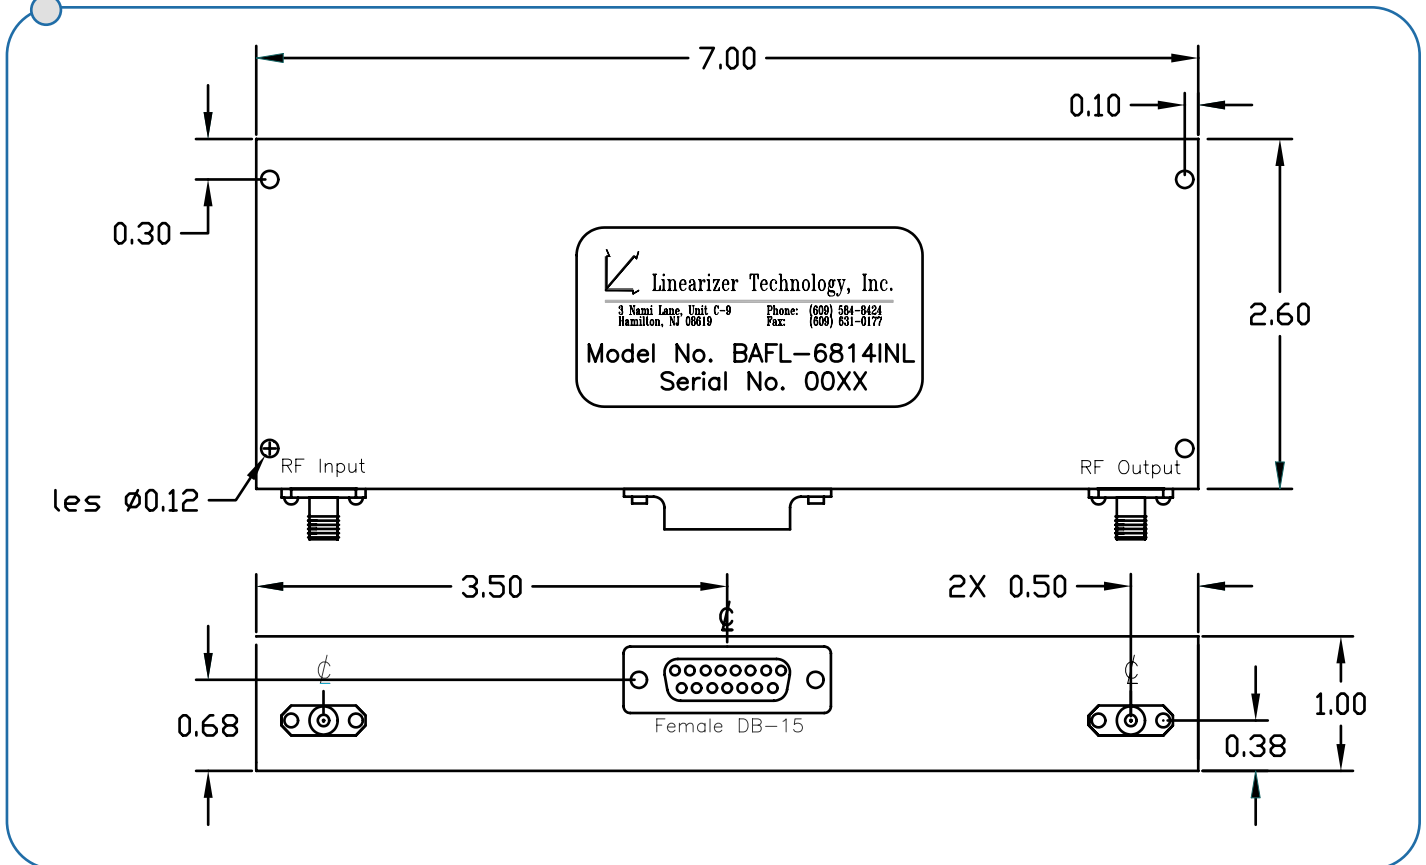 7.00
0.10
0.30
Linearizer Technology, Inc.
3 Nami Lane, Unit C-9 Phone: (609) 584-8424
Hamilton, NJ 08619 Fax: (609) 631-0177
2.60
Model No. BAFL-6814INL
Serial No. 00XX
RF Input
RF Output
les Ø0.12
3.50
2X 0.50
℄
℄
℄
0.68
Female DB-15
1.00
0.38